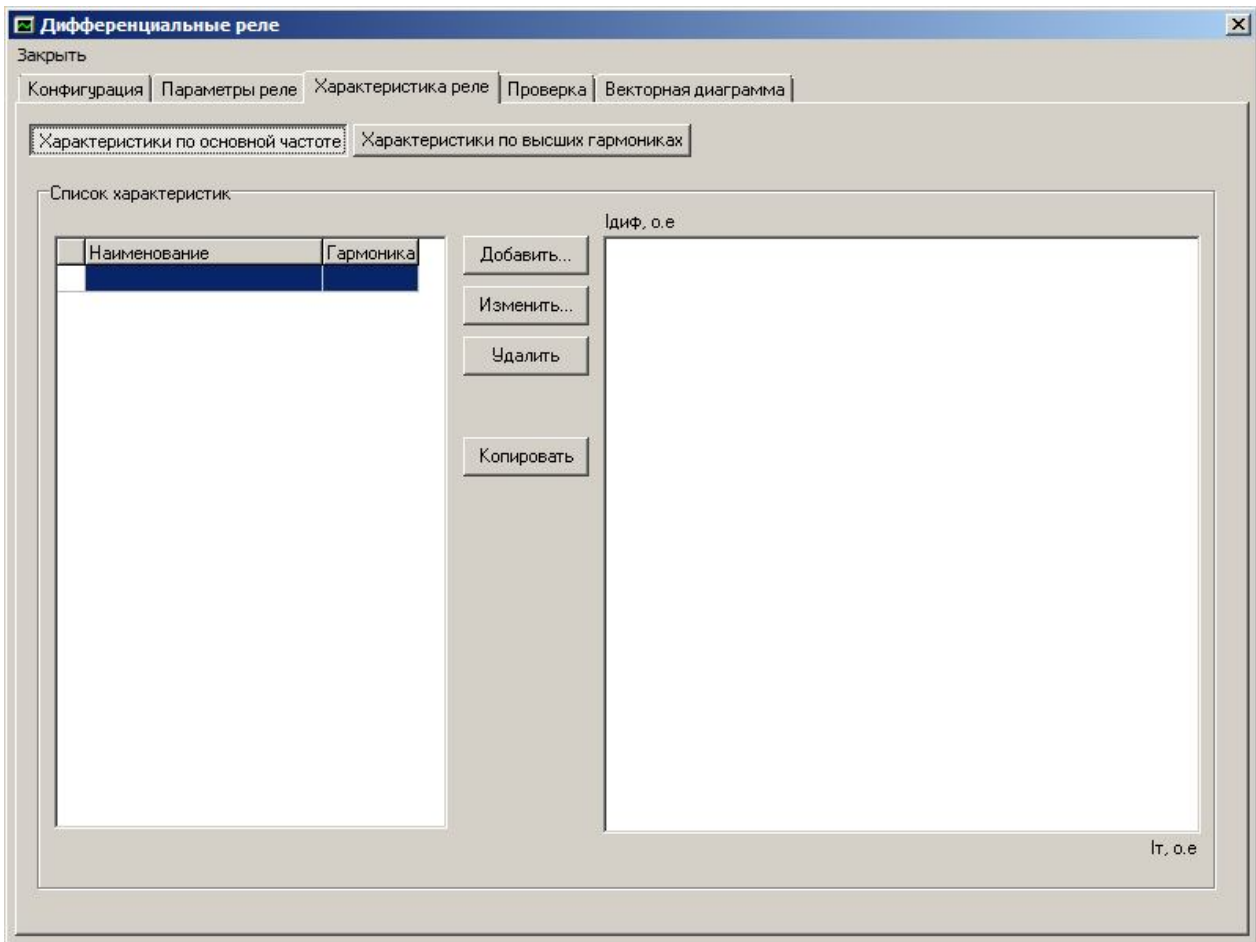 Дифференциальные реле
Закрыть
Конфигурация Параметры реле Характеристика реле Проверка Векторная диаграмма
Характеристики по основной частоте Характеристики по высших гармониках
Список характеристик
Iдиф, о.е
Наименование Гармоника
Добавить...
Изменить...
Удалить
Копировать
Iт, о.е